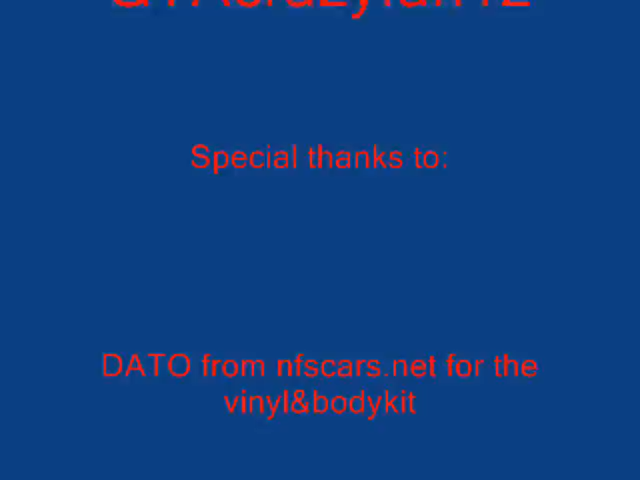 Special thanks to:
DATO from nfscars.net for the
vinyl&bodykit